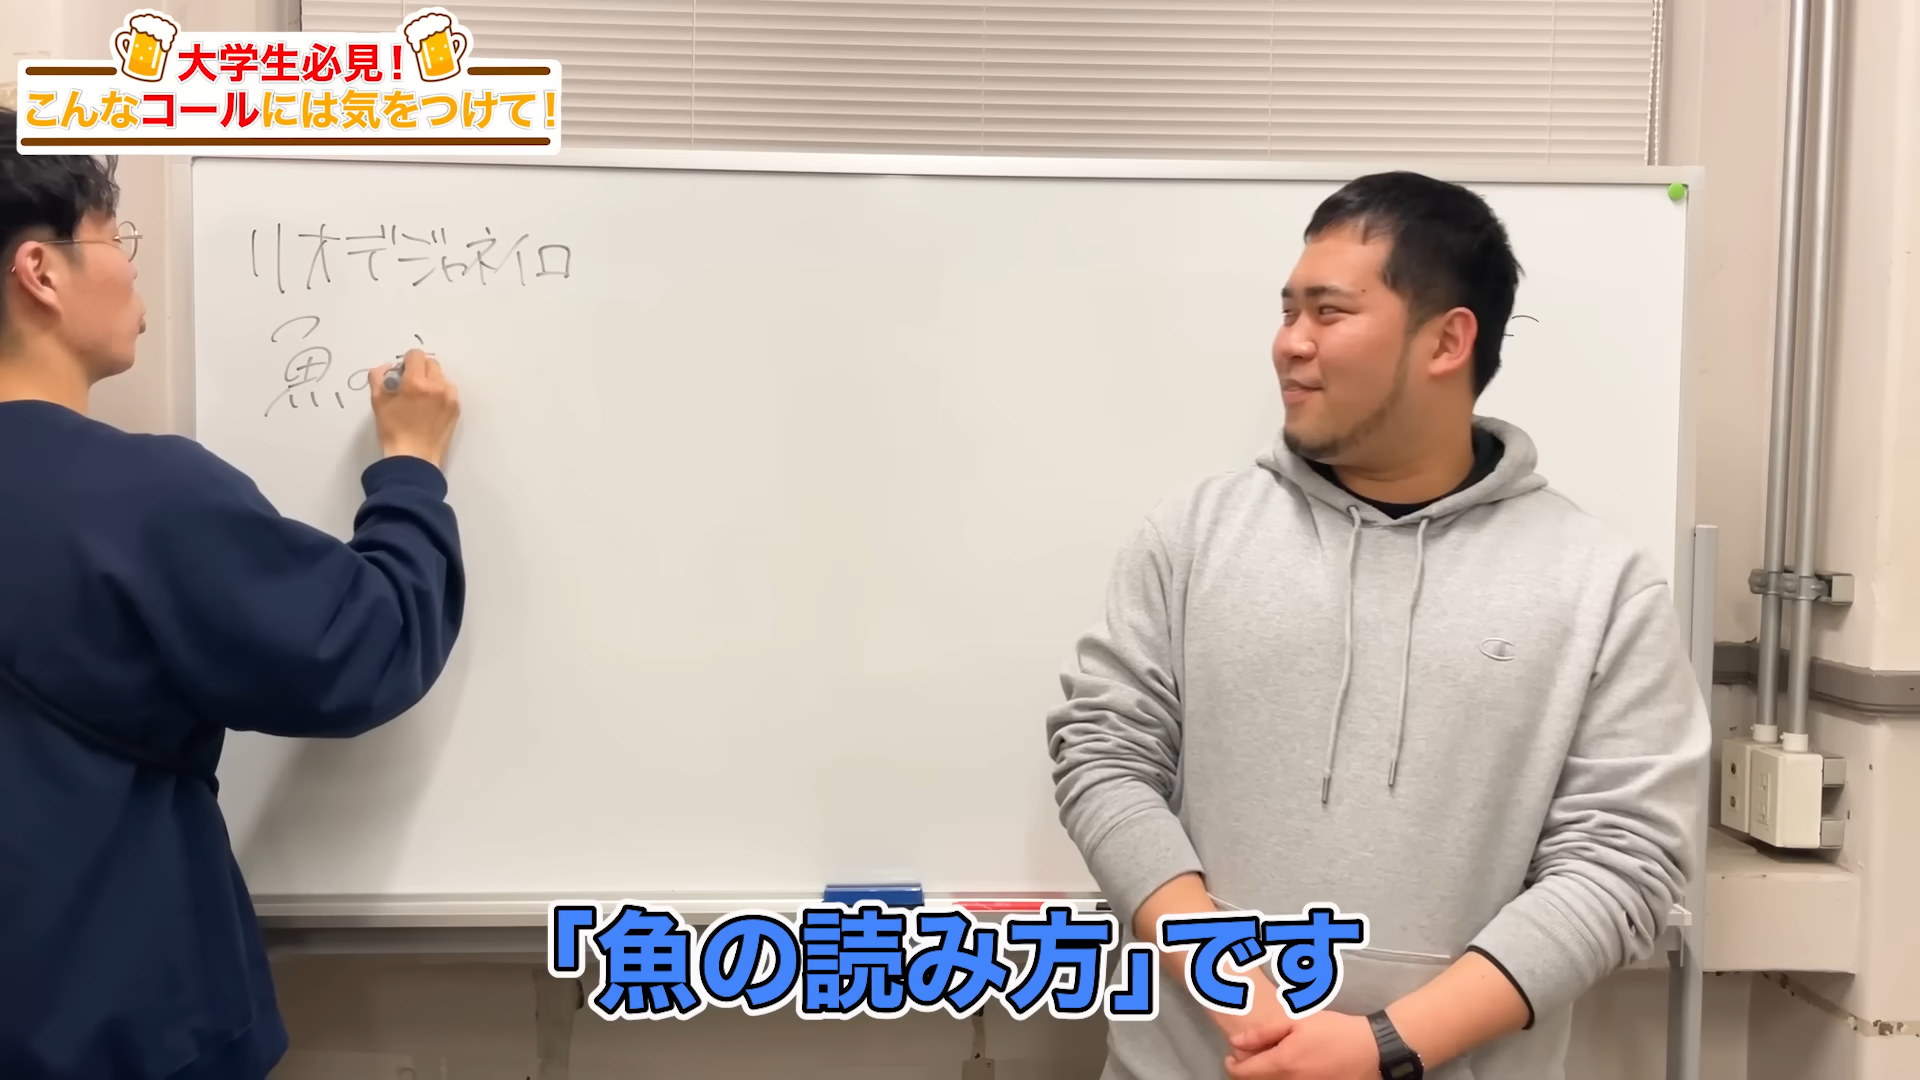 大学生必見!
こんなコールには気をつけて!
リオデジャネイロ
魚の
「魚の読み方」です